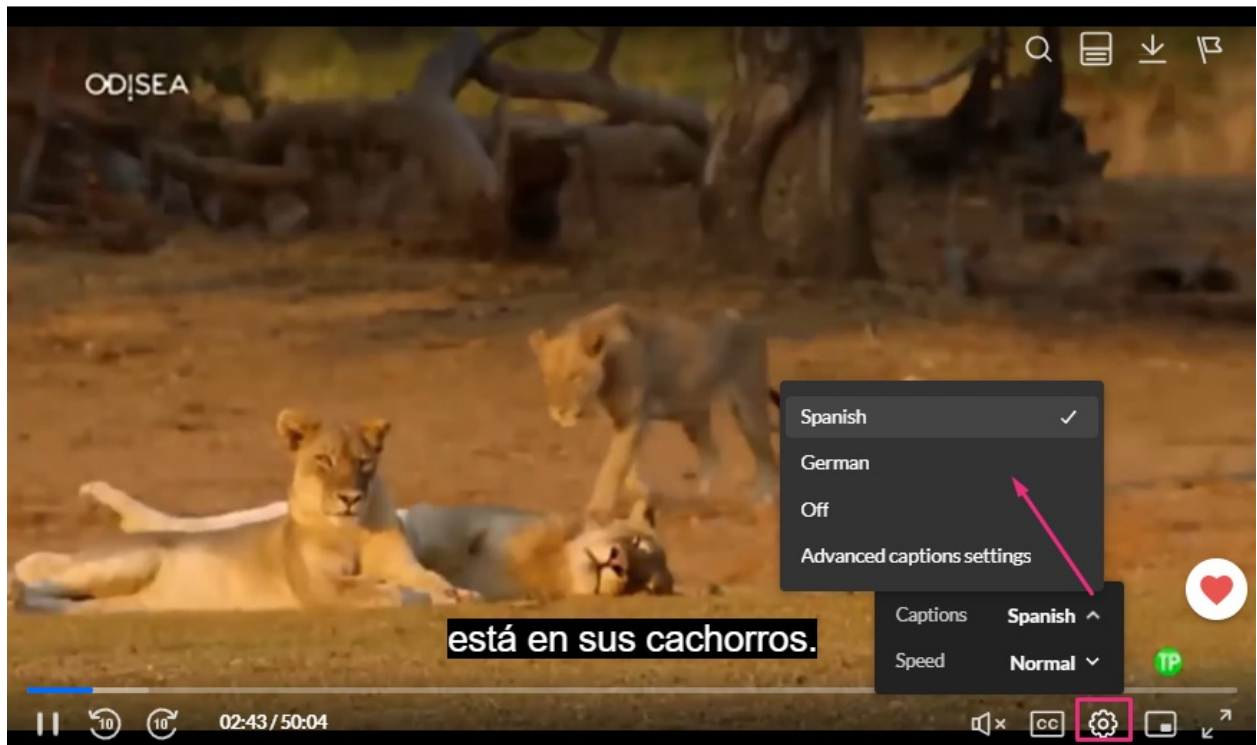 ODISEA
Spanish
German
Off
Advanced captions settings
Captions Spanish
Speed Normal
está en sus cachorros.
TP
10 10 02:43 / 50:04 CC